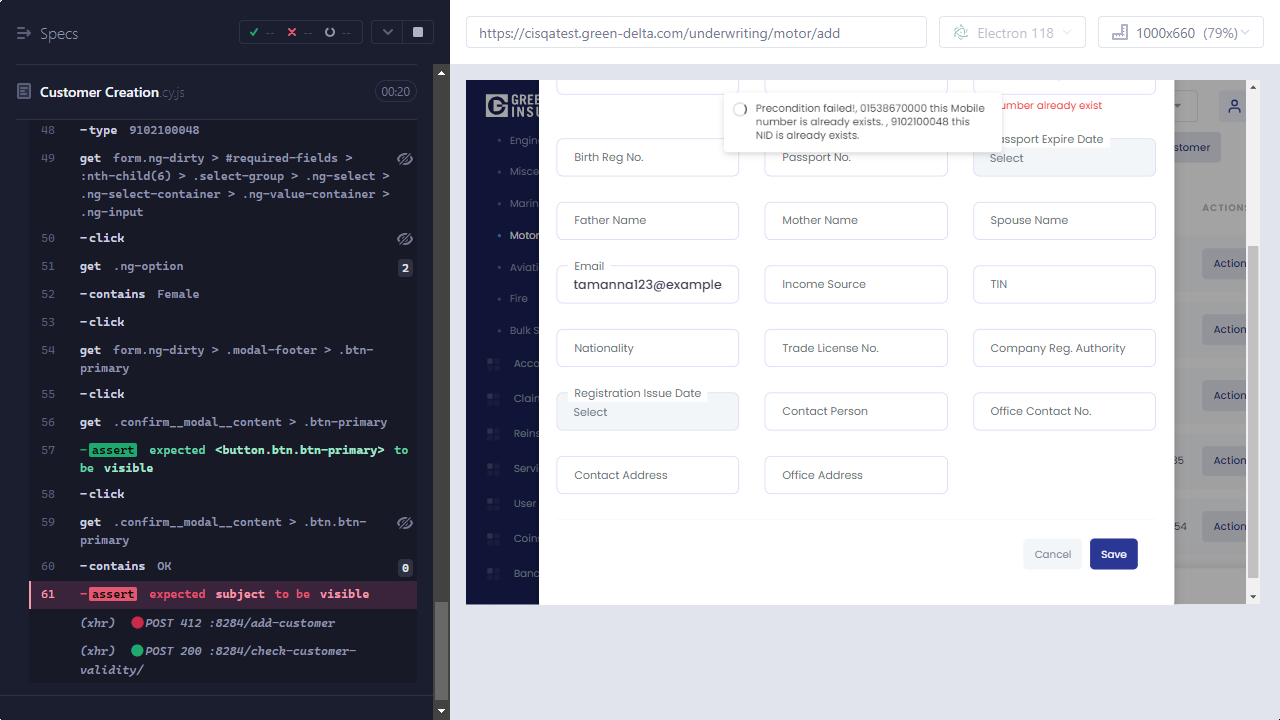 Specs
-- -- --
https://cisqatest.green-delta.com/underwriting/motor/add
Electron 118
1000x660 (79%)
Customer Creation.cy.js
00:20
48 -type 9102100048
49 get form.ng-dirty > #required-fields >
:nth-child(6) > .select-group > .ng-select >
.ng-select-container > .ng-value-container >
.ng-input
50 -click
51 get .ng-option 2
52 -contains Female
53 -click
54 get form.ng-dirty > .modal-footer > .btn-
primary
55 -click
56 get .confirm__modal__content > .btn-primary
57 -assert expected <button.btn.btn-primary> to
be visible
58 -click
59 get .confirm__modal__content > .btn.btn-
primary
60 -contains OK 0
61 -assert expected subject to be visible
(xhr) POST 412 :8284/add-customer
(xhr) POST 200 :8284/check-customer-
validity/
GREE
INSU
Engin
Misce
Marin
Motor
Aviati
Fire
Bulk S
Acco
Claim
Reins
Servi
User
Coins
Banc
Precondition failed!, 01538670000 this Mobile
number is already exists. , 9102100048 this
NID is already exists.
umber already exist
Birth Reg No.
Passport No.
assport Expire Date
Select
Father Name
Mother Name
Spouse Name
Email
tamanna123@example
Income Source
TIN
Nationality
Trade License No.
Company Reg. Authority
Registration Issue Date
Select
Contact Person
Office Contact No.
Contact Address
Office Address
Cancel
Save
stomer
ACTIONS
Action
Action
Action
35 Action
54 Action